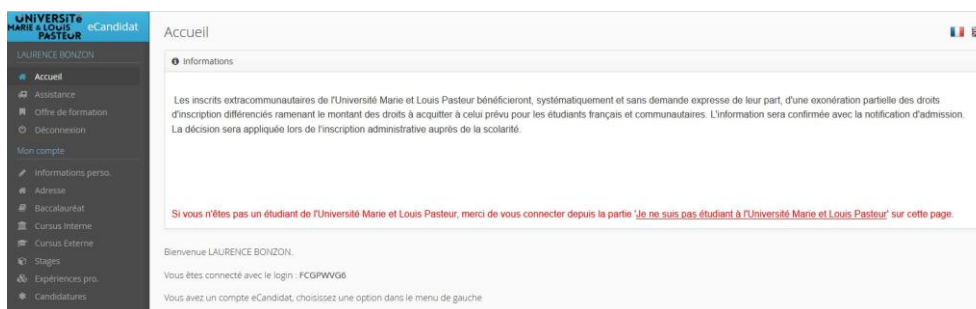 UNIVERSITÉ
MARIE & LOUIS
PASTEUR
eCandidat
LAURENCE BONZON
Accueil
Assistance
Offre de formation
Déconnexion
Mon compte
Informations perso.
Adresse
Baccalauréat
Cursus Interne
Cursus Externe
Stages
Expériences pro.
Candidatures
Accueil
Informations
Les inscrits extracommunautaires de l'Université Marie et Louis Pasteur bénéficieront, systématiquement et sans demande expresse de leur part, d'une exonération partielle des droits
d'inscription différenciés ramenant le montant des droits à acquitter à celui prévu pour les étudiants français et communautaires. L'information sera confirmée avec la notification d'admission.
La décision sera appliquée lors de l'inscription administrative auprès de la scolarité.
Si vous n'êtes pas un étudiant de l'Université Marie et Louis Pasteur, merci de vous connecter depuis la partie 'Je ne suis pas étudiant à l'Université Marie et Louis Pasteur' sur cette page.
Bienvenue LAURENCE BONZON.
Vous êtes connecté avec le login : FCGPWVG6
Vous avez un compte eCandidat, choisissez une option dans le menu de gauche